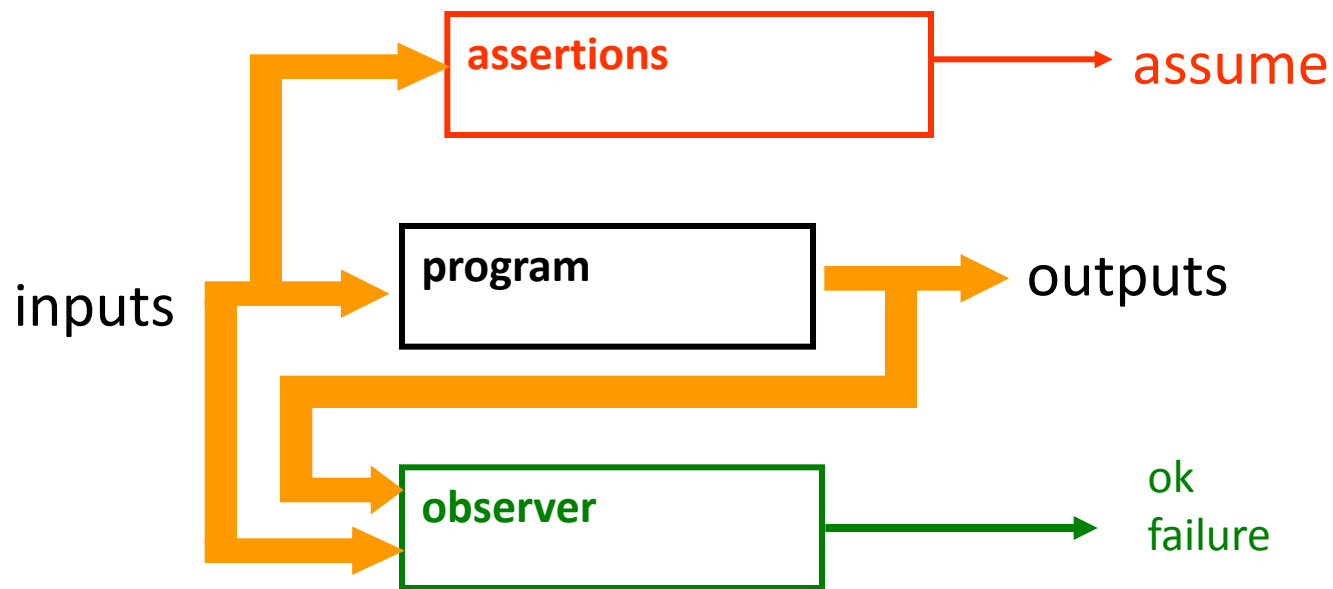 assertions
assume
program
inputs
outputs
observer
ok
failure